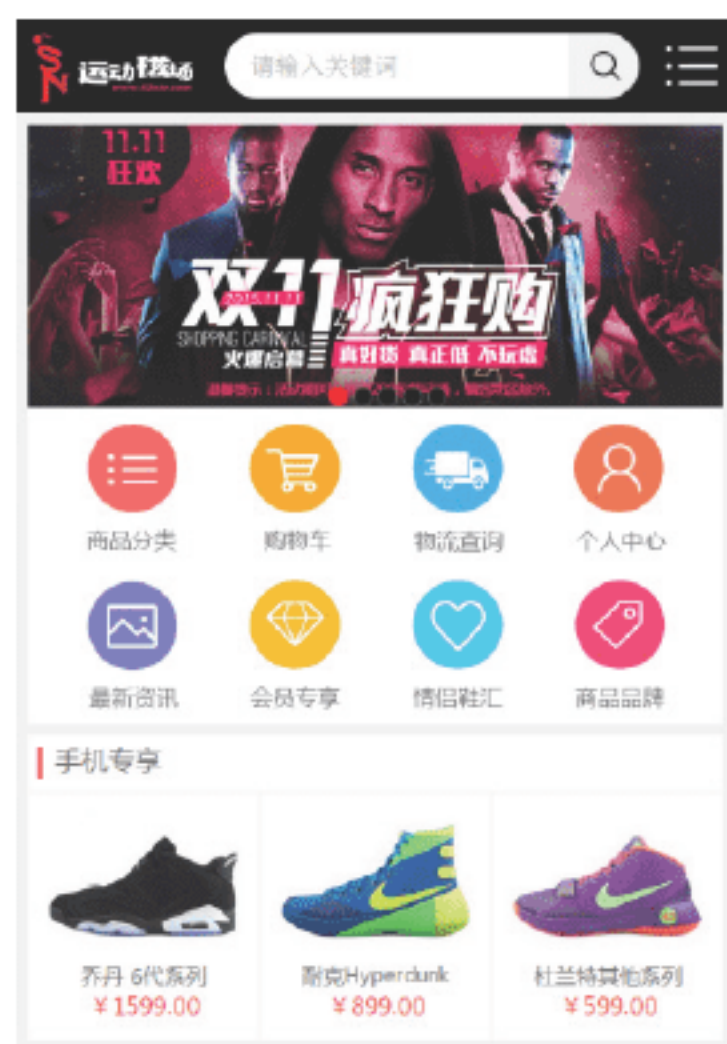 SN 运动
请输入关键词
11.11
狂欢
双11疯狂购
2015.11.11
SHOPPING CARNIVAL
火爆启幕 真好货 真正低 不玩虚
商品分类 购物车 物流查询 个人中心
最新资讯 会员专享 情侣鞋汇 商品品牌
手机专享
乔丹 6代系列 耐克Hyperdunk 杜兰特其他系列
¥1599.00 ¥899.00 ¥599.00